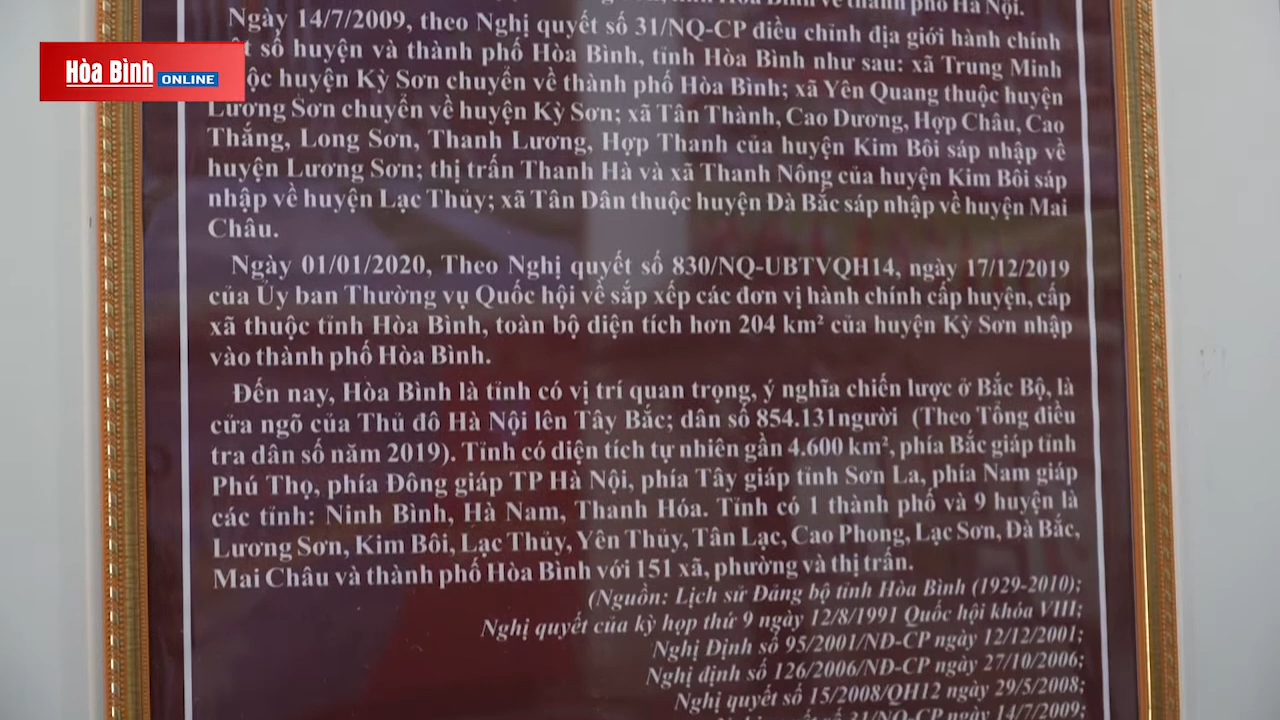 về thành phố Hà Nội.
Ngày 14/7/2009, theo Nghị quyết số 31/NQ-CP điều chỉnh địa giới hành chính
số huyện và thành phố Hòa Bình, tỉnh Hòa Bình như sau: xã Trung Minh
Hòa Bình ONLINE
huyện Kỳ Sơn chuyển về thành phố Hòa Bình; xã Yên Quang thuộc huyện
Lương Sơn chuyển về huyện Kỳ Sơn; xã Tân Thành, Cao Dương, Hợp Châu, Cao
Thắng, Long Sơn, Thanh Lương, Hợp Thanh của huyện Kim Bôi sáp nhập về
huyện Lương Sơn; thị trấn Thanh Hà và xã Thanh Nông của huyện Kim Bôi sáp
nhập về huyện Lạc Thủy; xã Tân Dân thuộc huyện Đà Bắc sáp nhập về huyện Mai
Châu.
Ngày 01/01/2020, Theo Nghị quyết số 830/NQ-UBTVQH14, ngày 17/12/2019
của Ủy ban Thường vụ Quốc hội về sắp xếp các đơn vị hành chính cấp huyện, cấp
xã thuộc tỉnh Hòa Bình, toàn bộ diện tích hơn 204 km² của huyện Kỳ Sơn nhập
vào thành phố Hòa Bình.
Đến nay, Hòa Bình là tỉnh có vị trí quan trọng, ý nghĩa chiến lược ở Bắc Bộ, là
cửa ngõ của Thủ đô Hà Nội lên Tây Bắc; dân số 854.131người (Theo Tổng điều
tra dân số năm 2019). Tỉnh có diện tích tự nhiên gần 4.600 km², phía Bắc giáp tỉnh
Phú Thọ, phía Đông giáp TP Hà Nội, phía Tây giáp tỉnh Sơn La, phía Nam giáp
các tỉnh: Ninh Bình, Hà Nam, Thanh Hóa. Tỉnh có 1 thành phố và 9 huyện là
Lương Sơn, Kim Bôi, Lạc Thủy, Yên Thủy, Tân Lạc, Cao Phong, Lạc Sơn, Đà Bắc,
Mai Châu và thành phố Hòa Bình với 151 xã, phường và thị trấn.
(Nguồn: Lịch sử Đảng bộ tỉnh Hòa Bình (1929-2010);
Nghị quyết của kỳ họp thứ 9 ngày 12/8/1991 Quốc hội khóa VIII;
Nghị Định số 95/2001/NĐ-CP ngày 12/12/2001;
Nghị định số 126/2006/NĐ-CP ngày 27/10/2006;
Nghị quyết số 15/2008/QH12 ngày 29/5/2008;
số 31/NQ-CP ngày 14/7/2009;